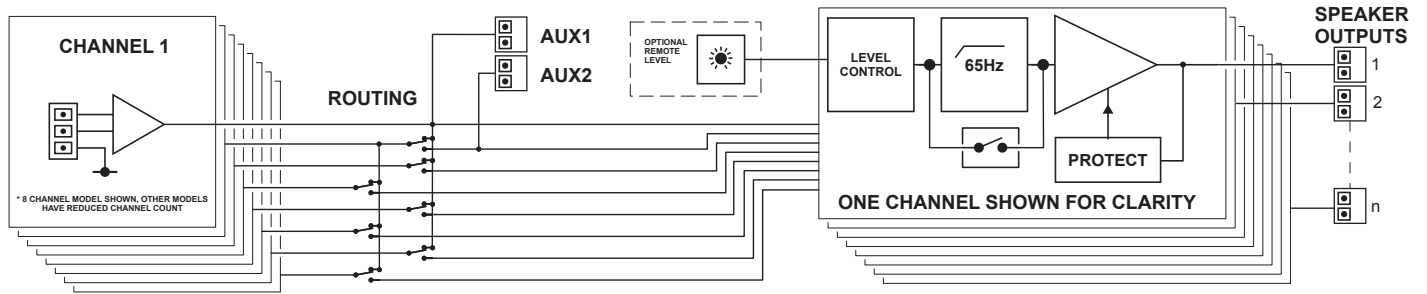 CHANNEL 1
* 8 CHANNEL MODEL SHOWN, OTHER MODELS
HAVE REDUCED CHANNEL COUNT
ROUTING
AUX1
AUX2
OPTIONAL
REMOTE
LEVEL
LEVEL
CONTROL
65Hz
PROTECT
ONE CHANNEL SHOWN FOR CLARITY
SPEAKER
OUTPUTS
1
2
n